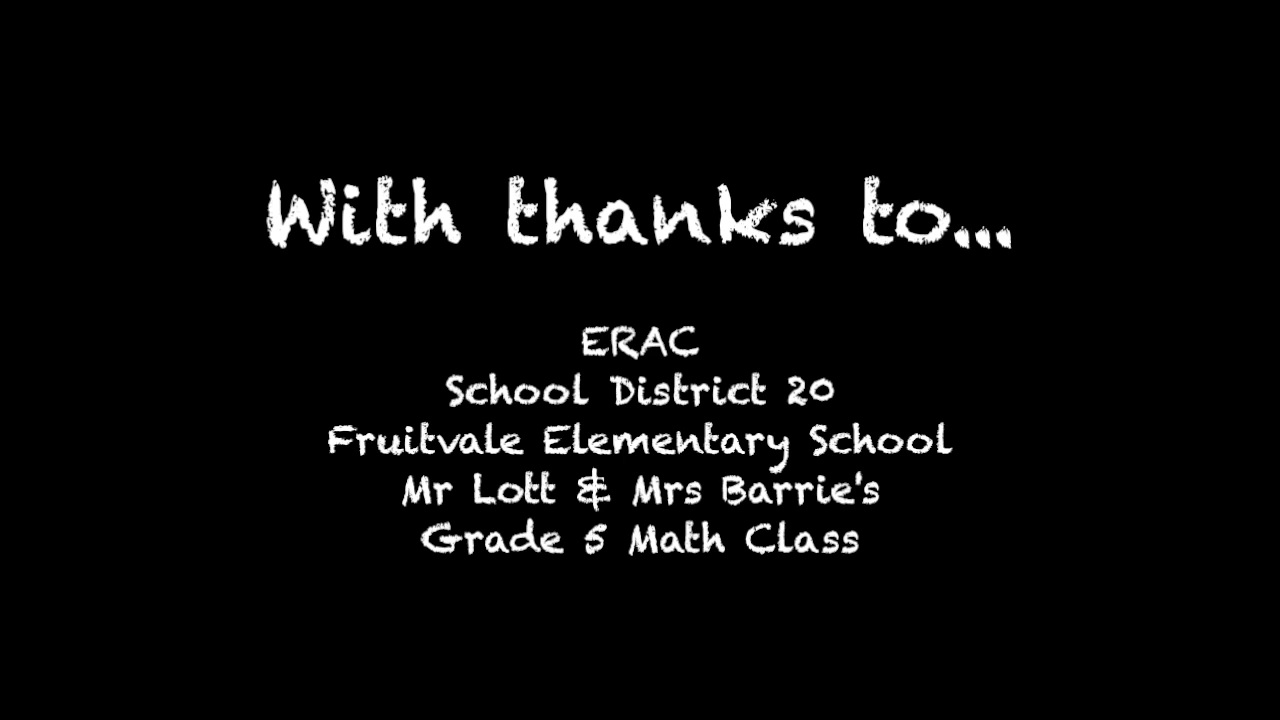 With thanks to...
ERAC
School District 20
Fruitvale Elementary School
Mr Lott & Mrs Barrie's
Grade 5 Math Class